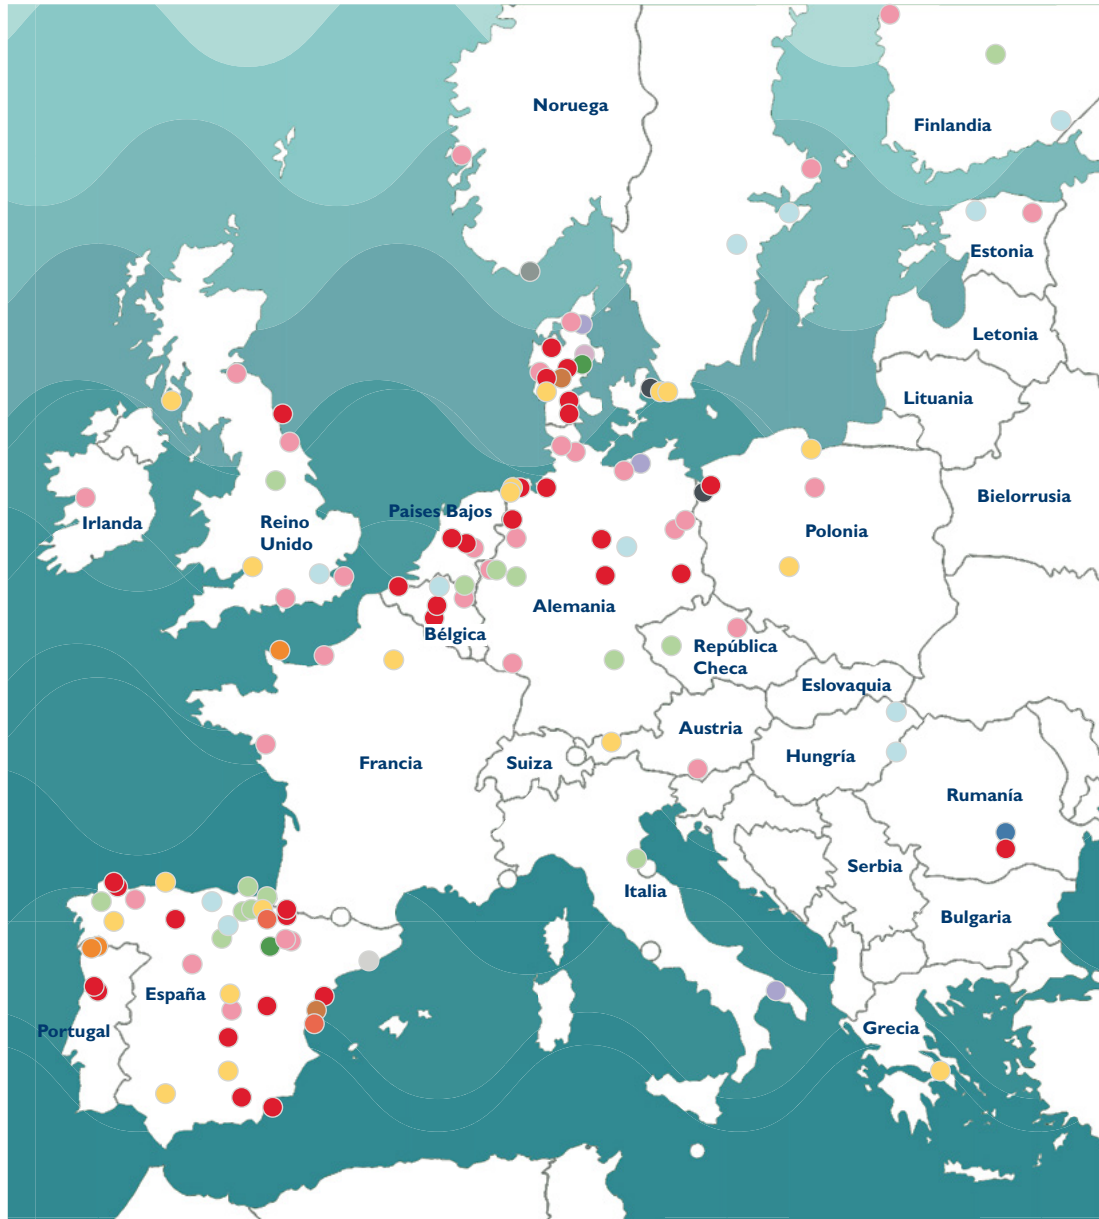 Noruega
Finlandia
Estonia
Letonia
Lituania
Bielorrusia
Irlanda
Reino
Unido
Paises Bajos
Polonia
Alemania
Bélgica
República
Checa
Eslovaquia
Austria
Francia
Suiza
Hungría
Rumanía
Serbia
Italia
Bulgaria
España
Portugal
Grecia